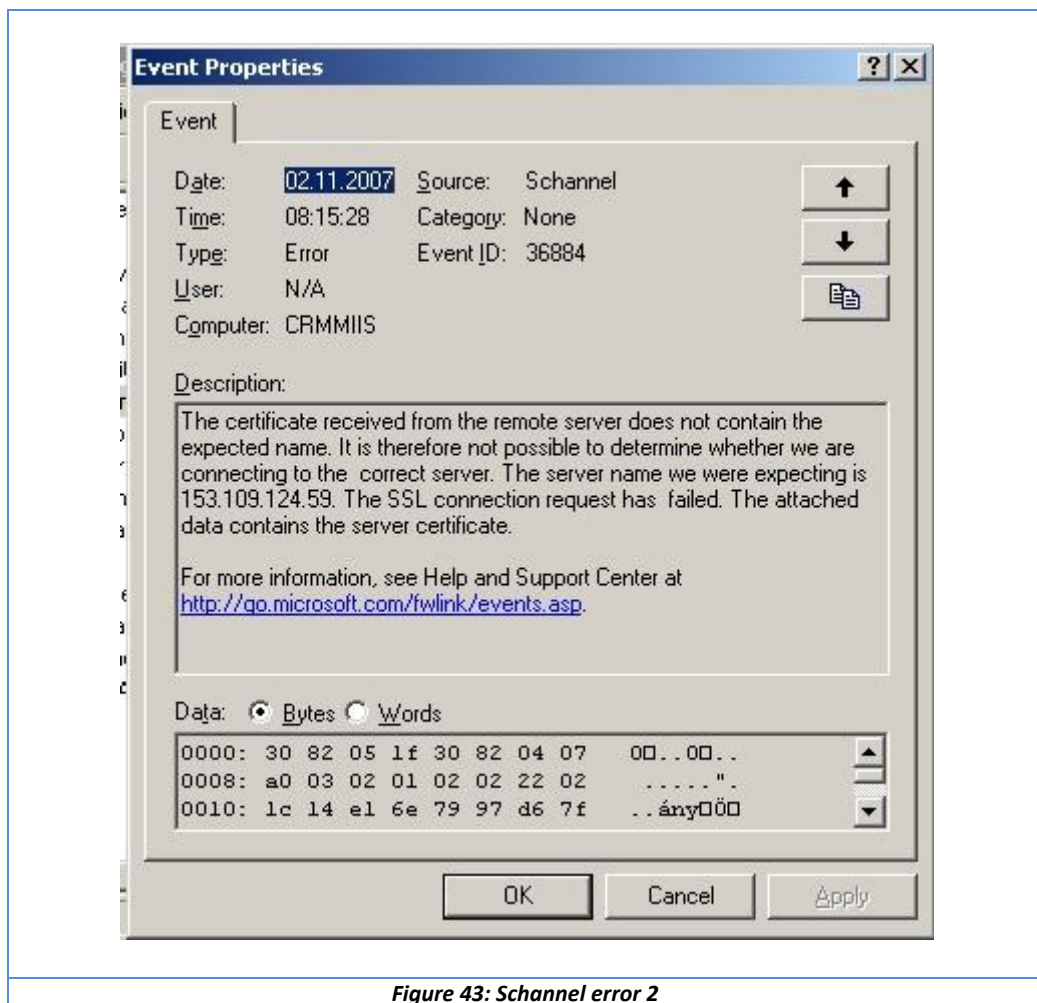 Event Properties
Event
Date: 02.11.2007 Source: Schannel
Time: 08:15:28 Category: None
Type: Error Event ID: 36884
User: N/A
Computer: CRMMIIS
Description:
The certificate received from the remote server does not contain the
expected name. It is therefore not possible to determine whether we are
connecting to the  correct server. The server name we were expecting is
153.109.124.59. The SSL connection request has  failed. The attached
data contains the server certificate.
For more information, see Help and Support Center at
http://go.microsoft.com/fwlink/events.asp.
Data: Bytes Words
0000: 30 82 05 1f 30 82 04 07 0□..0□..
0008: a0 03 02 01 02 02 22 02 ......".
0010: 1c 14 e1 6e 79 97 d6 7f ..ány□Ö□
OK Cancel Apply
Figure 43: Schannel error 2